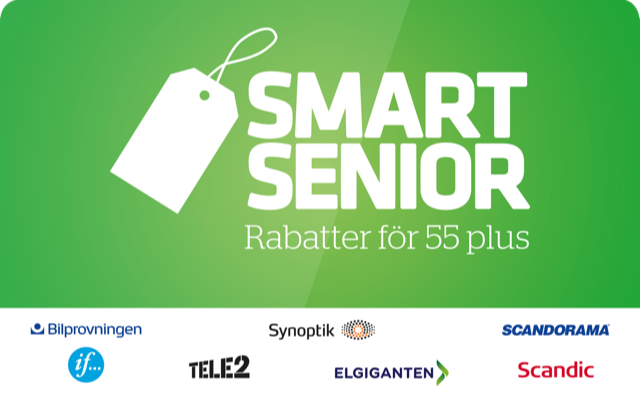 SMART
SENIOR
Rabatter för 55 plus
Bilprovningen Synoptik SCANDORAMA
if... TELE2 ELGIGANTEN Scandic